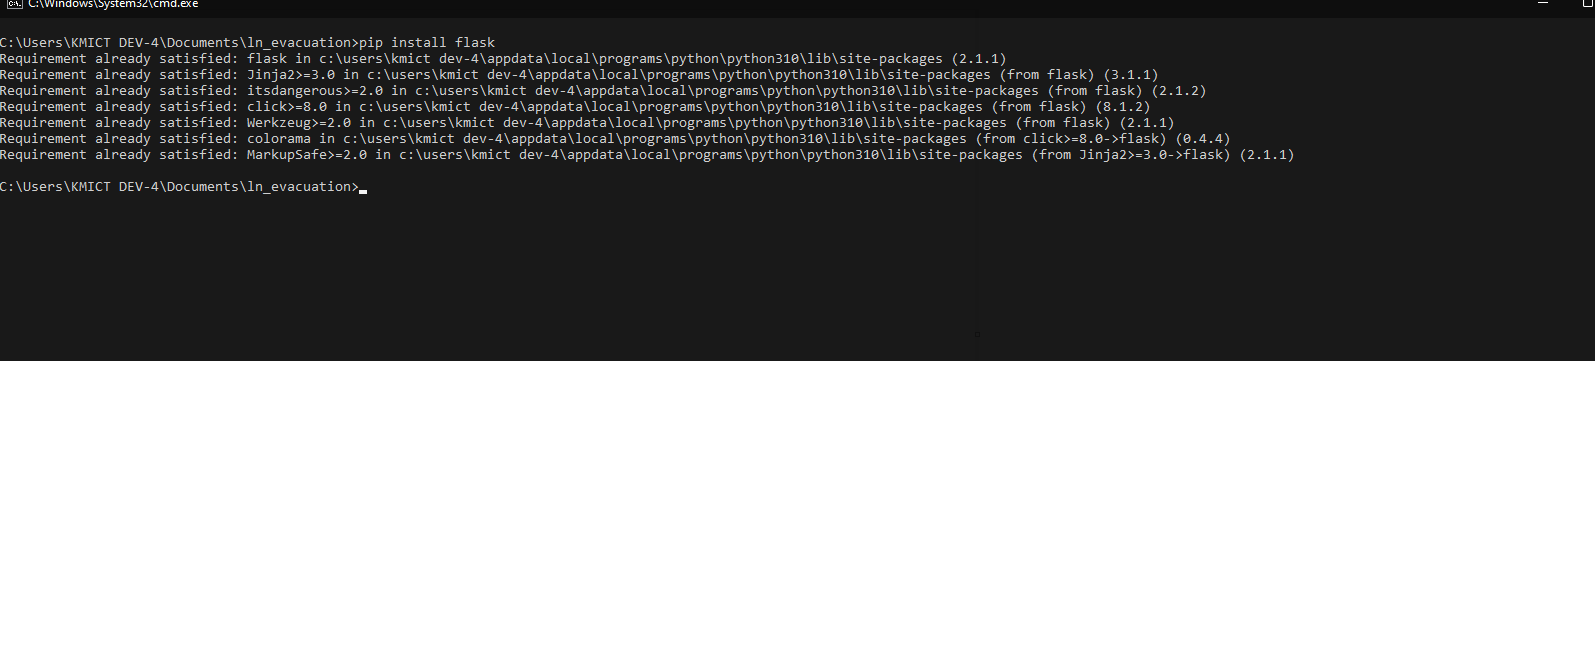 C:\Windows\System32\cmd.exe
C:\Users\KMICT DEV-4\Documents\ln_evacuation>pip install flask
Requirement already satisfied: flask in c:\users\kmict dev-4\appdata\local\programs\python\python310\lib\site-packages (2.1.1)
Requirement already satisfied: Jinja2>=3.0 in c:\users\kmict dev-4\appdata\local\programs\python\python310\lib\site-packages (from flask) (3.1.1)
Requirement already satisfied: itsdangerous>=2.0 in c:\users\kmict dev-4\appdata\local\programs\python\python310\lib\site-packages (from flask) (2.1.2)
Requirement already satisfied: click>=8.0 in c:\users\kmict dev-4\appdata\local\programs\python\python310\lib\site-packages (from flask) (8.1.2)
Requirement already satisfied: Werkzeug>=2.0 in c:\users\kmict dev-4\appdata\local\programs\python\python310\lib\site-packages (from flask) (2.1.1)
Requirement already satisfied: colorama in c:\users\kmict dev-4\appdata\local\programs\python\python310\lib\site-packages (from click>=8.0->flask) (0.4.4)
Requirement already satisfied: MarkupSafe>=2.0 in c:\users\kmict dev-4\appdata\local\programs\python\python310\lib\site-packages (from Jinja2>=3.0->flask) (2.1.1)
C:\Users\KMICT DEV-4\Documents\ln_evacuation>